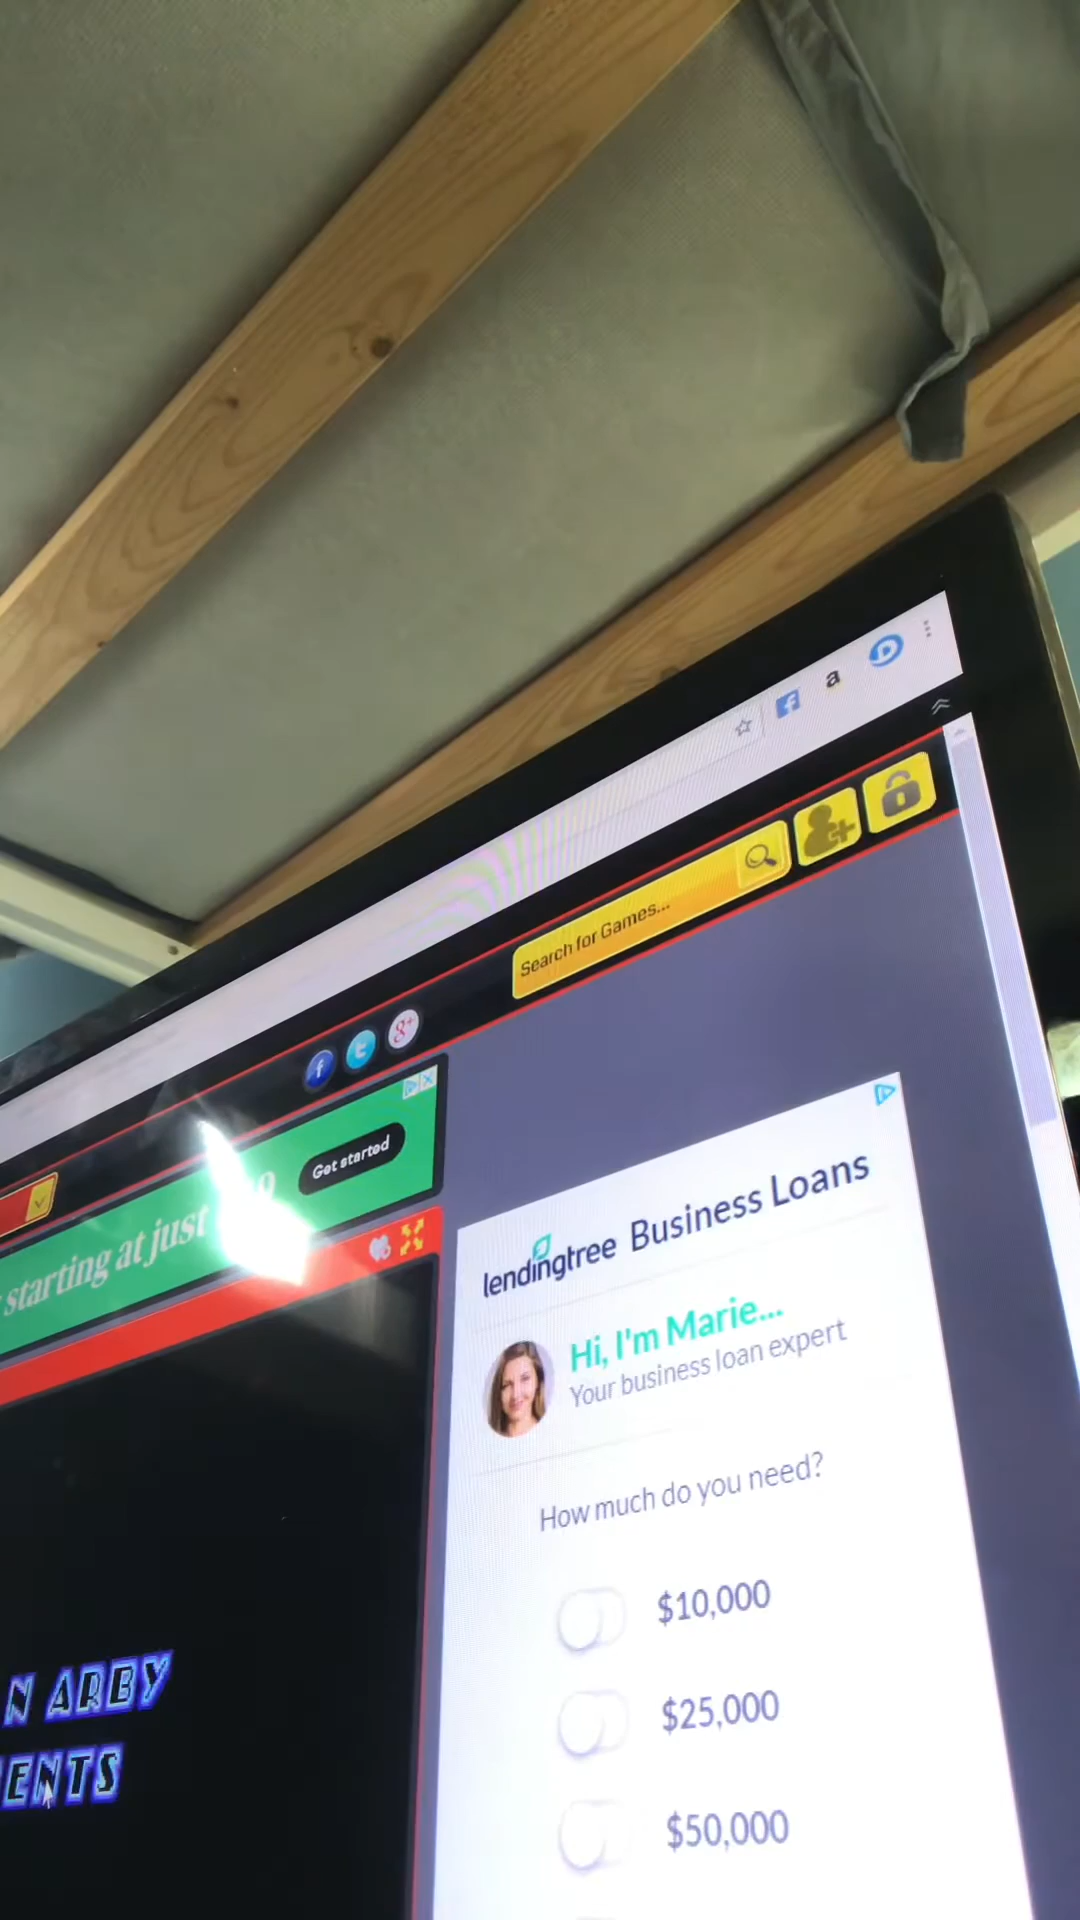 a
Search for Games...
f t g+
Get started
starting at just
lendingtree Business Loans
Hi, I'm Marie...
Your business loan expert
How much do you need?
$10,000
$25,000
$50,000
N ARBY
ENTS